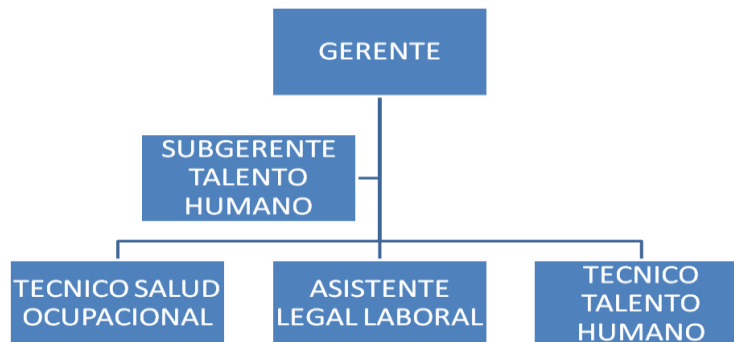 GERENTE
SUBGERENTE
TALENTO
HUMANO
TECNICO SALUD
OCUPACIONAL
ASISTENTE
LEGAL LABORAL
TECNICO
TALENTO
HUMANO